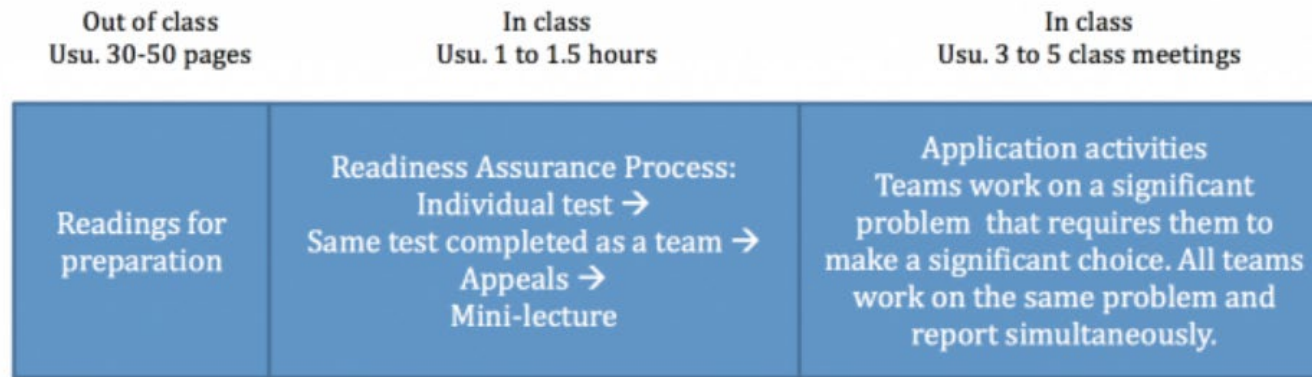 Out of class
Usu. 30-50 pages
In class
Usu. 1 to 1.5 hours
In class
Usu. 3 to 5 class meetings
Readings for
preparation
Readiness Assurance Process:
Individual test →
Same test completed as a team →
Appeals →
Mini-lecture
Application activities
Teams work on a significant
problem that requires them to
make a significant choice. All teams
work on the same problem and
report simultaneously.